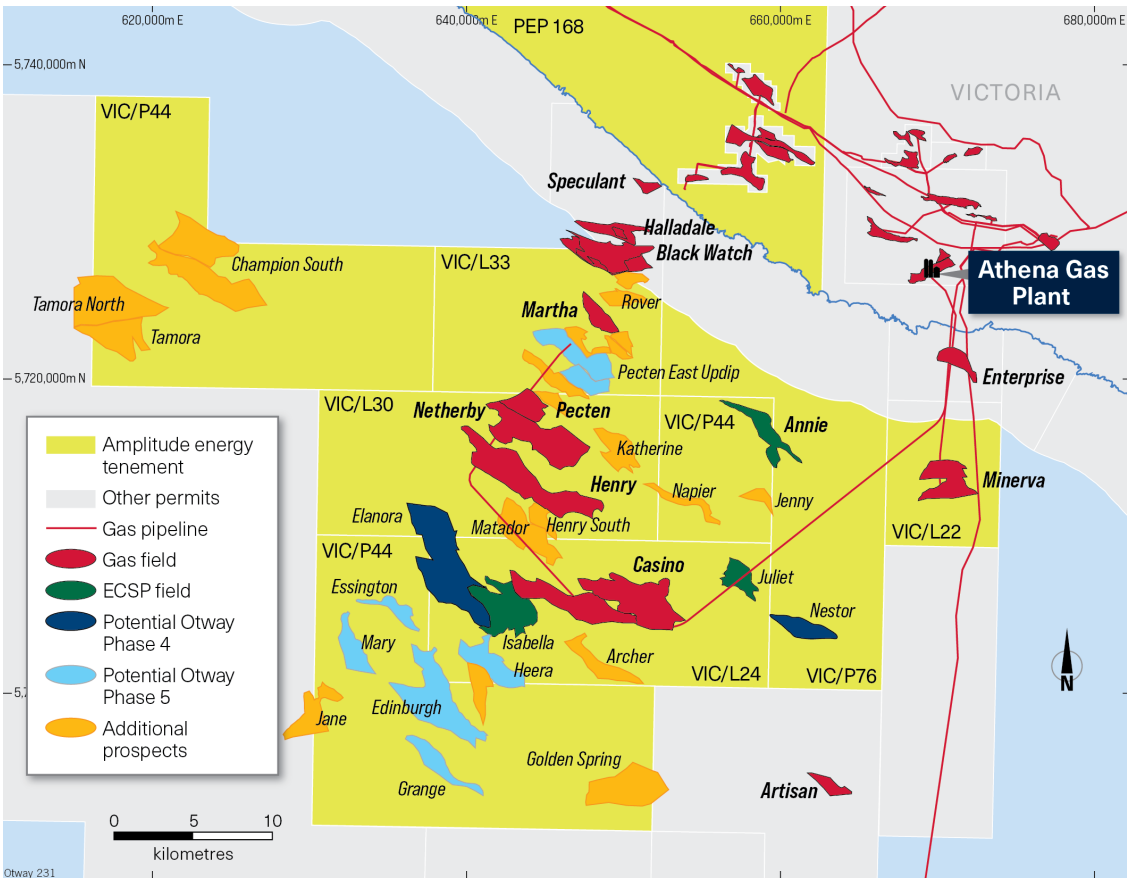 620,000m E
640,000m E
660,000m E
680,000m E
PEP 168
5,740,000m N
VICTORIA
VIC/P44
Speculant
Halladale
Black Watch
Champion South
VIC/L33
Athena Gas
Plant
Tamora North
Rover
Martha
Tamora
Pecten East Updip
5,720,000m N
Enterprise
VIC/L30
Netherby
Pecten
VIC/P44
Annie
Katherine
Amplitude energy
tenement
Other permits
Gas pipeline
Gas field
ECSP field
Potential Otway
Phase 4
Potential Otway
Phase 5
Additional
prospects
Henry
Napier
Jenny
Minerva
Elanora
Matador
Henry South
VIC/L22
VIC/P44
Casino
Juliet
Essington
Nestor
Mary
Isabella
Heera
Archer
VIC/L24
VIC/P76
N
5,7
Edinburgh
Jane
Golden Spring
Grange
Artisan
0 5 10
kilometres
Otway 231